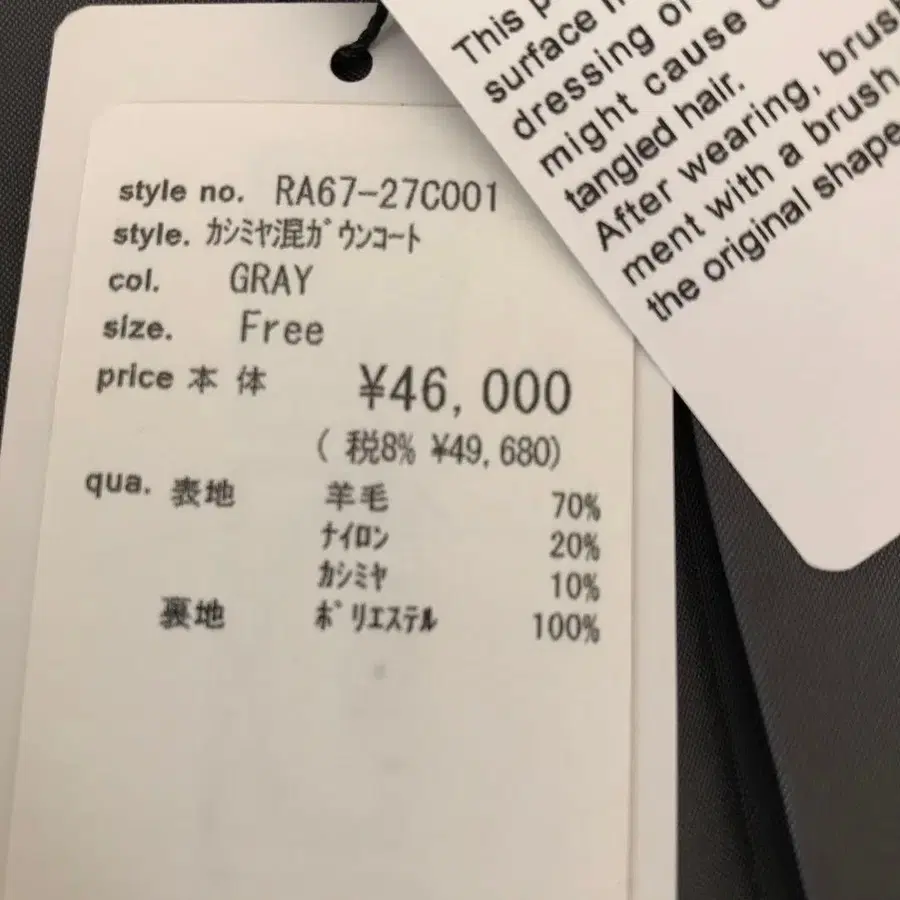 style no. RA67-27C001
style. ｶｼﾐﾔ混ｶﾞｳﾝｺｰﾄ
col. GRAY
size. Free
price 本 体 ¥46,000
( 税8% ¥49,680)
qua. 表地 羊毛 70%
ﾅｲﾛﾝ 20%
ｶｼﾐﾔ 10%
裏地 ﾎﾟﾘｴｽﾃﾙ 100%
This
surface
dressing or
might cause
tangled hair.
After wearing, brush
ment with a brush
the original shape